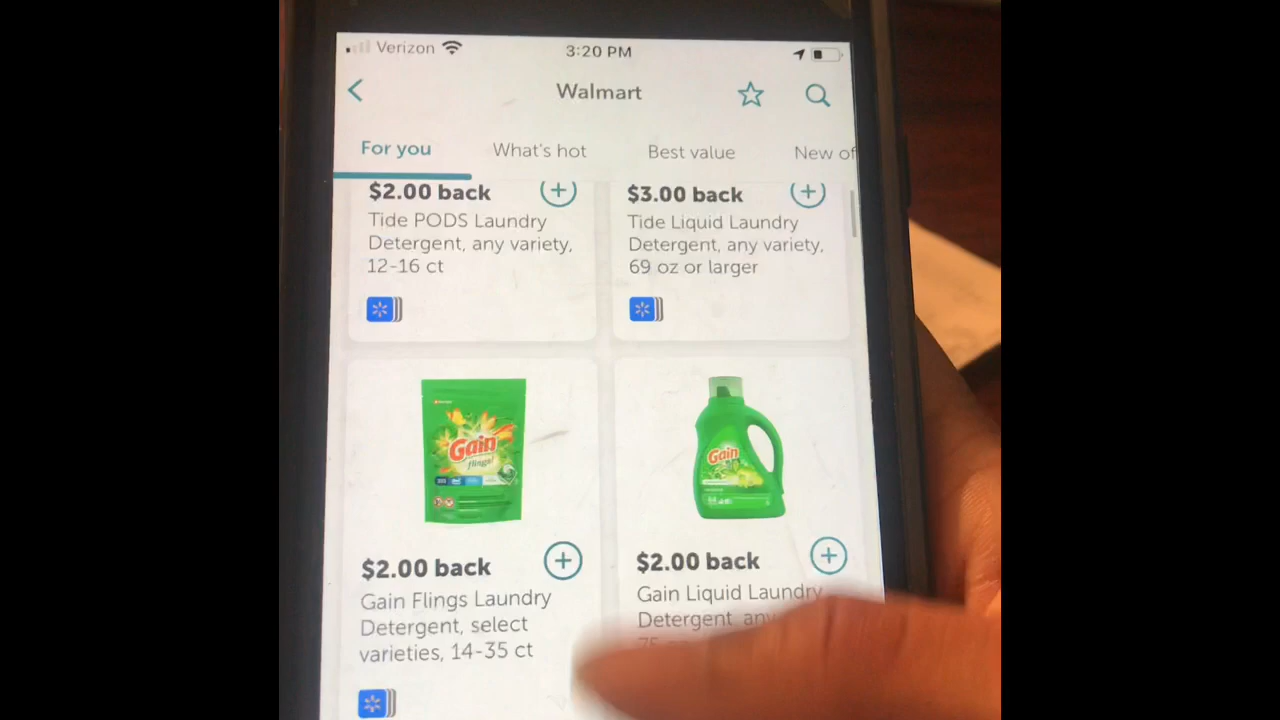 Verizon
3:20 PM
Walmart
For you
What's hot
Best value
New of
$2.00 back
Tide PODS Laundry
Detergent, any variety,
12-16 ct
$3.00 back
Tide Liquid Laundry
Detergent, any variety,
69 oz or larger
Gain
flings!
Gain
$2.00 back
Gain Flings Laundry
Detergent, select
varieties, 14-35 ct
$2.00 back
Gain Liquid Laundry
Detergent, any
75 oz